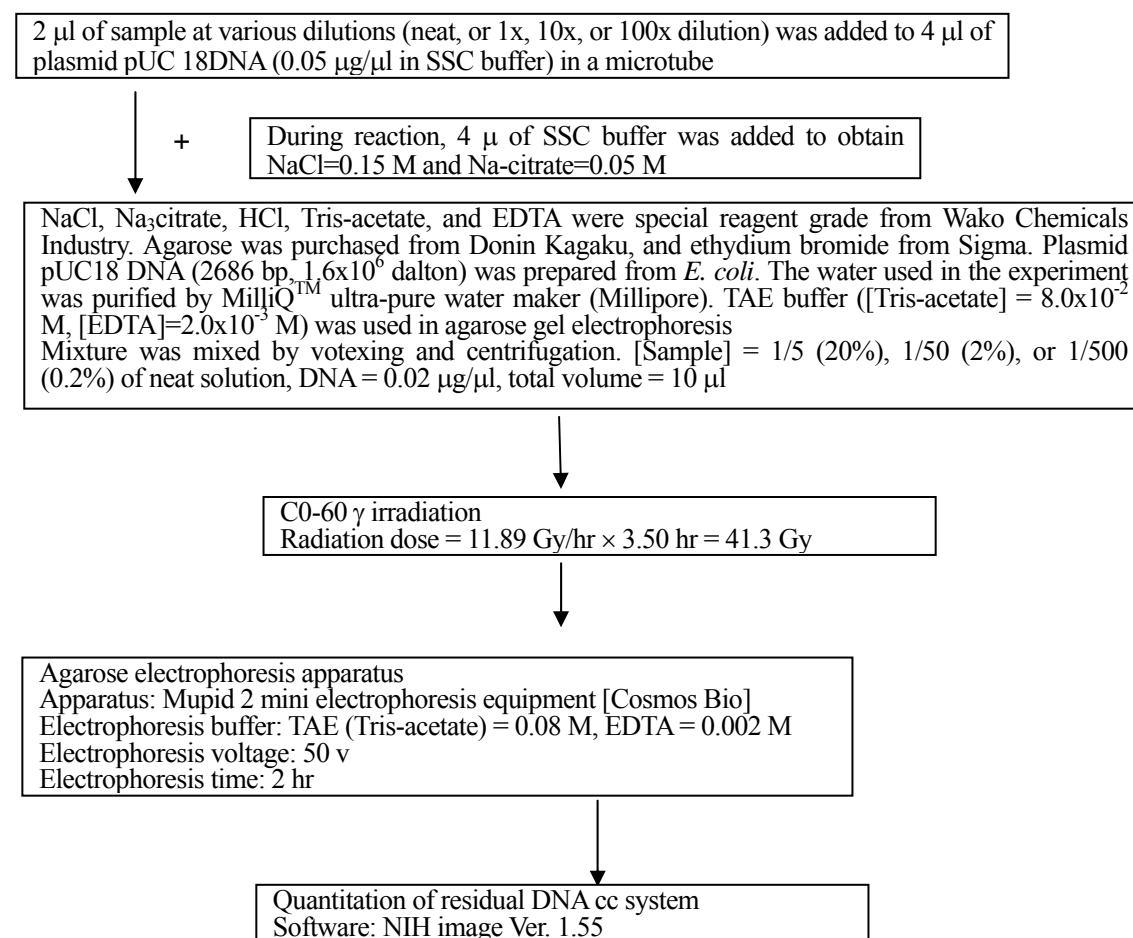 2 μl of sample at various dilutions (neat, or 1x, 10x, or 100x dilution) was added to 4 μl of
plasmid pUC 18DNA (0.05 μg/μl in SSC buffer) in a microtube
+
During reaction, 4 μ of SSC buffer was added to obtain
NaCl=0.15 M and Na-citrate=0.05 M
NaCl, Na₃citrate, HCl, Tris-acetate, and EDTA were special reagent grade from Wako Chemicals
Industry. Agarose was purchased from Donin Kagaku, and ethydium bromide from Sigma. Plasmid
pUC18 DNA (2686 bp, 1.6x10⁶ dalton) was prepared from E. coli. The water used in the experiment
was purified by MilliQ™ ultra-pure water maker (Millipore). TAE buffer ([Tris-acetate] = 8.0x10⁻²
M, [EDTA]=2.0x10⁻³ M) was used in agarose gel electrophoresis
Mixture was mixed by votexing and centrifugation. [Sample] = 1/5 (20%), 1/50 (2%), or 1/500
(0.2%) of neat solution, DNA = 0.02 μg/μl, total volume = 10 μl
C0-60 γ irradiation
Radiation dose = 11.89 Gy/hr × 3.50 hr = 41.3 Gy
Agarose electrophoresis apparatus
Apparatus: Mupid 2 mini electrophoresis equipment [Cosmos Bio]
Electrophoresis buffer: TAE (Tris-acetate) = 0.08 M, EDTA = 0.002 M
Electrophoresis voltage: 50 v
Electrophoresis time: 2 hr
Quantitation of residual DNA cc system
Software: NIH image Ver. 1.55